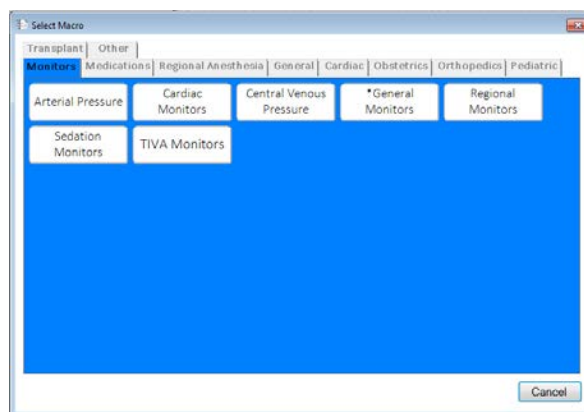 Select Macro
Transplant Other
Monitors Medications Regional Anesthesia General Cardiac Obstetrics Orthopedics Pediatric
Arterial Pressure Cardiac Central Venous *General Regional
Monitors Pressure Monitors Monitors
Sedation TIVA Monitors
Monitors
Cancel